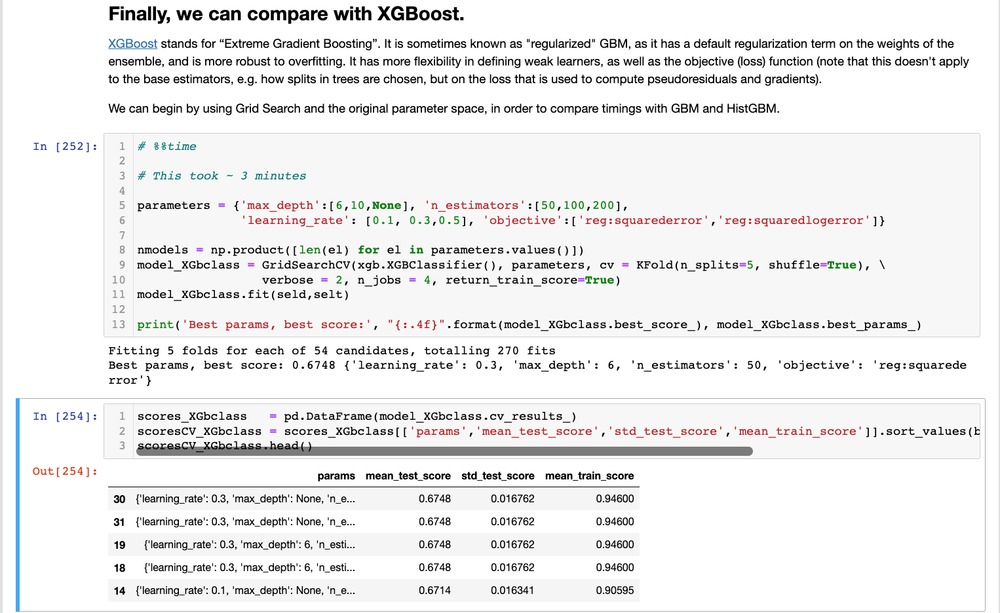 Finally, we can compare with XGBoost.
XGBoost stands for “Extreme Gradient Boosting”. It is sometimes known as "regularized" GBM, as it has a default regularization term on the weights of the
ensemble, and is more robust to overfitting. It has more flexibility in defining weak learners, as well as the objective (loss) function (note that this doesn't apply
to the base estimators, e.g. how splits in trees are chosen, but on the loss that is used to compute pseudoresiduals and gradients).
We can begin by using Grid Search and the original parameter space, in order to compare timings with GBM and HistGBM.
In [252]:
1 # %%time
2
3 # This took ~ 3 minutes
4
5 parameters = {'max_depth':[6,10,None], 'n_estimators':[50,100,200],
6 'learning_rate': [0.1, 0.3,0.5], 'objective':['reg:squarederror','reg:squaredlogerror']}
7
8 nmodels = np.product([len(el) for el in parameters.values()])
9 model_XGbclass = GridSearchCV(xgb.XGBClassifier(), parameters, cv = KFold(n_splits=5, shuffle=True), \
10 verbose = 2, n_jobs = 4, return_train_score=True)
11 model_XGbclass.fit(seld,selt)
12
13 print('Best params, best score:', "{:.4f}".format(model_XGbclass.best_score_), model_XGbclass.best_params_)
Fitting 5 folds for each of 54 candidates, totalling 270 fits
Best params, best score: 0.6748 {'learning_rate': 0.3, 'max_depth': 6, 'n_estimators': 50, 'objective': 'reg:squarede
rror'}
In [254]:
1 scores_XGbclass = pd.DataFrame(model_XGbclass.cv_results_)
2 scoresCV_XGbclass = scores_XGbclass[['params','mean_test_score','std_test_score','mean_train_score']].sort_values(b
3 scoresCV_XGbclass.head()
Out[254]:
params mean_test_score std_test_score mean_train_score
30 {'learning_rate': 0.3, 'max_depth': None, 'n_e... 0.6748 0.016762 0.94600
31 {'learning_rate': 0.3, 'max_depth': None, 'n_e... 0.6748 0.016762 0.94600
19 {'learning_rate': 0.3, 'max_depth': 6, 'n_esti... 0.6748 0.016762 0.94600
18 {'learning_rate': 0.3, 'max_depth': 6, 'n_esti... 0.6748 0.016762 0.94600
14 {'learning_rate': 0.1, 'max_depth': None, 'n_e... 0.6714 0.016341 0.90595